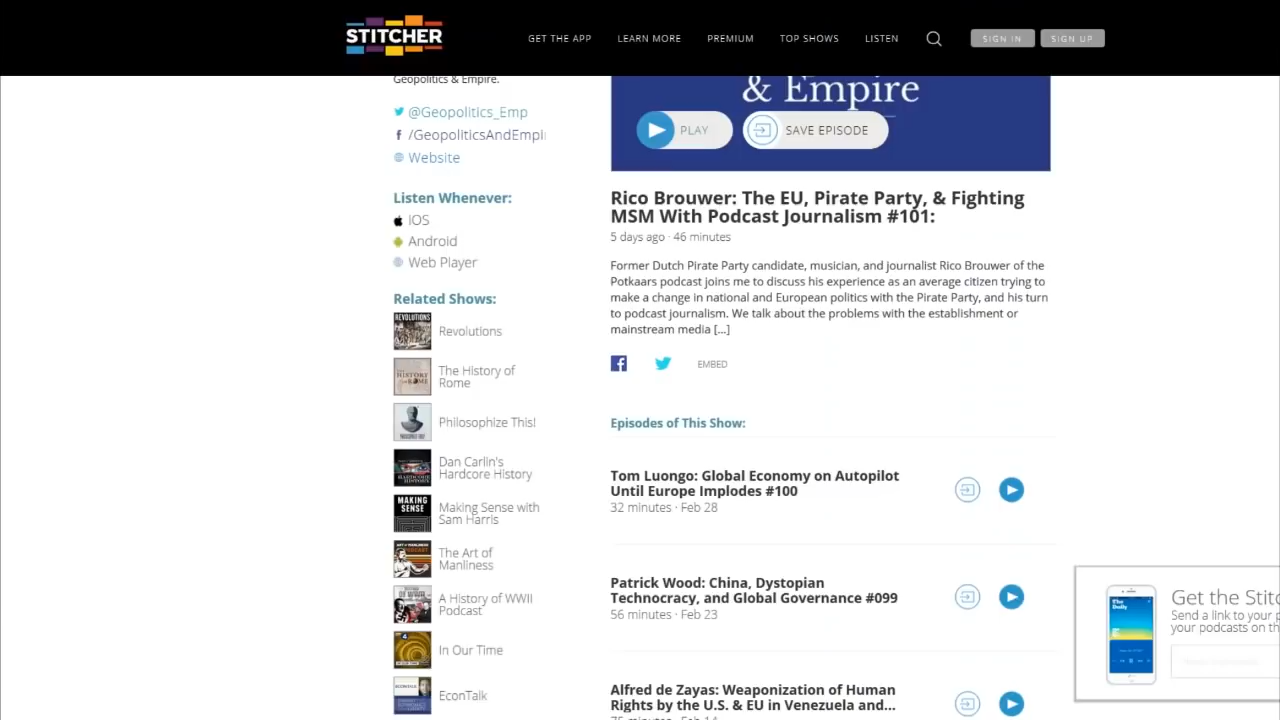 STITCHER
GET THE APP
LEARN MORE
PREMIUM
TOP SHOWS
LISTEN
SIGN IN
SIGN UP
Geopolitics & Empire.
@Geopolitics_Emp
/GeopoliticsAndEmpi
Website
Listen Whenever:
IOS
Android
Web Player
Related Shows:
REVOLUTIONS
Revolutions
The History of
Rome
Philosophize This!
Dan Carlin's
Hardcore History
MAKING
SENSE
Making Sense with
Sam Harris
The Art of
Manliness
A History of WWII
Podcast
In Our Time
EconTalk
& Empire
PLAY
SAVE EPISODE
Rico Brouwer: The EU, Pirate Party, & Fighting
MSM With Podcast Journalism #101:
5 days ago · 46 minutes
Former Dutch Pirate Party candidate, musician, and journalist Rico Brouwer of the
Potkaars podcast joins me to discuss his experience as an average citizen trying to
make a change in national and European politics with the Pirate Party, and his turn
to podcast journalism. We talk about the problems with the establishment or
mainstream media [...]
EMBED
Episodes of This Show:
Tom Luongo: Global Economy on Autopilot
Until Europe Implodes #100
32 minutes · Feb 28
Patrick Wood: China, Dystopian
Technocracy, and Global Governance #099
56 minutes · Feb 23
Alfred de Zayas: Weaponization of Human
Rights by the U.S. & EU in Venezuela and...
75 minutes · Feb 14
The
Daily
Get the Stitc
Send a link to your p
your podcasts on th